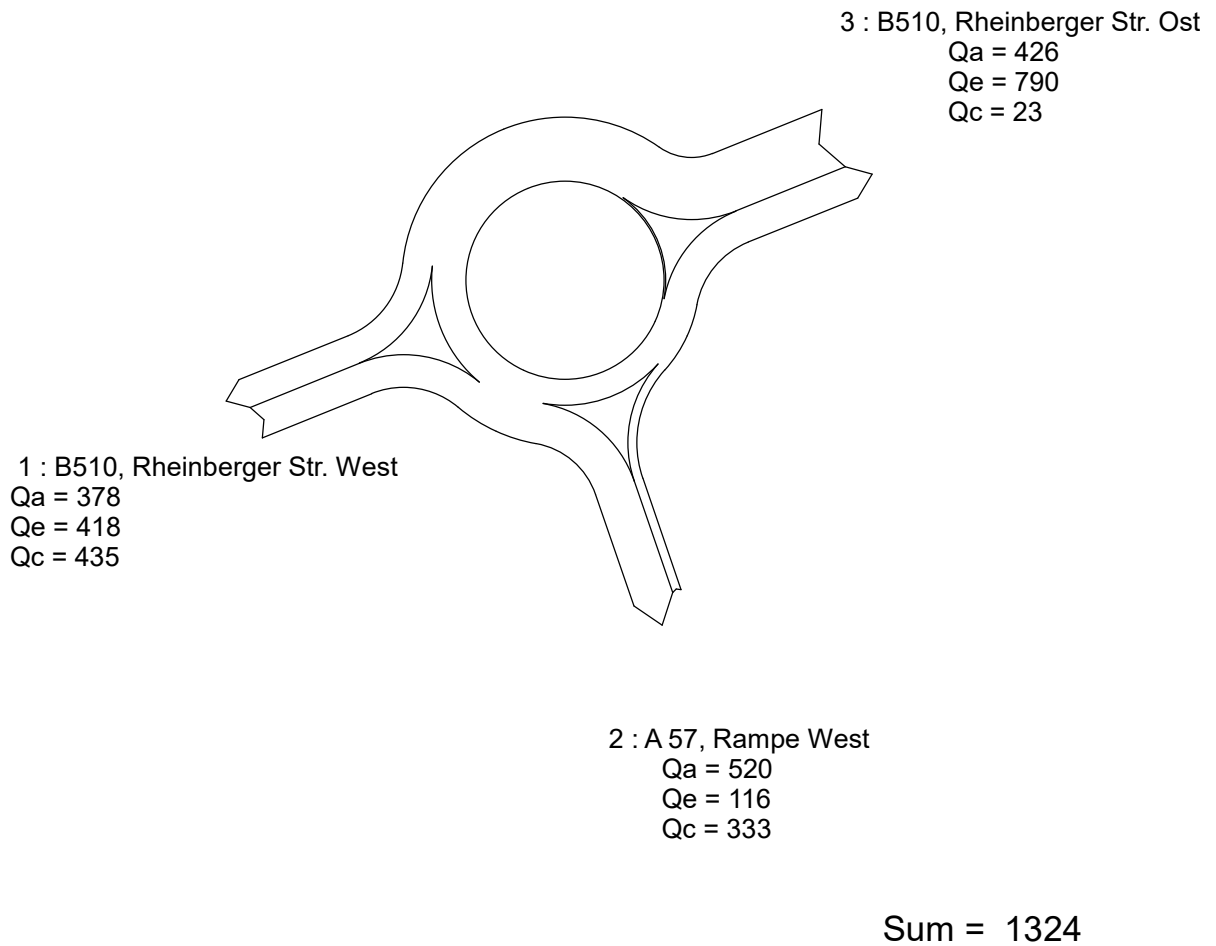 3 : B510, Rheinberger Str. Ost
Qa = 426
Qe = 790
Qc = 23
1 : B510, Rheinberger Str. West
Qa = 378
Qe = 418
Qc = 435
2 : A 57, Rampe West
Qa = 520
Qe = 116
Qc = 333
Sum = 1324